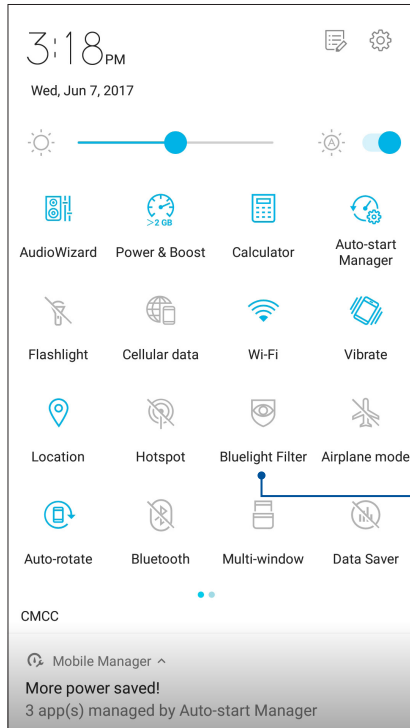 3:18 PM
Wed, Jun 7, 2017
A
>2 GB
AudioWizard Power & Boost Calculator Auto-start
Manager
Flashlight Cellular data Wi-Fi Vibrate
Location Hotspot Bluelight Filter Airplane mode
Auto-rotate Bluetooth Multi-window Data Saver
CMCC
Mobile Manager
More power saved!
3 app(s) managed by Auto-start Manager